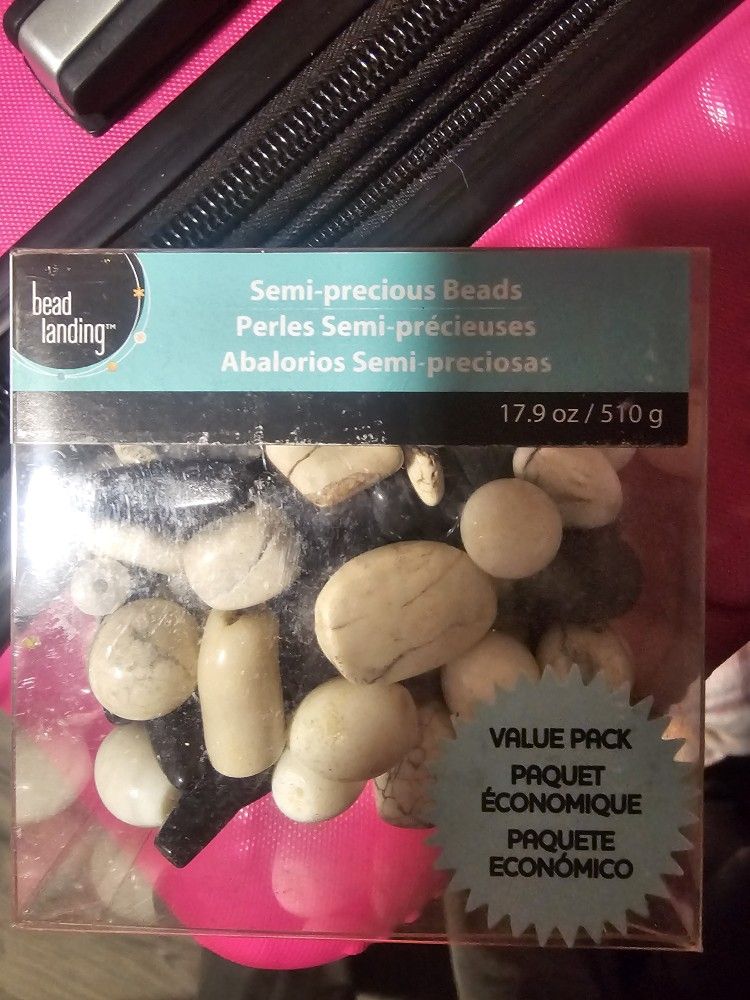 bead
landing™
Semi-precious Beads
Perles Semi-précieuses
Abalorios Semi-preciosas
17.9 oz / 510 g
VALUE PACK
PAQUET
ÉCONOMIQUE
PAQUETE
ECONÓMICO